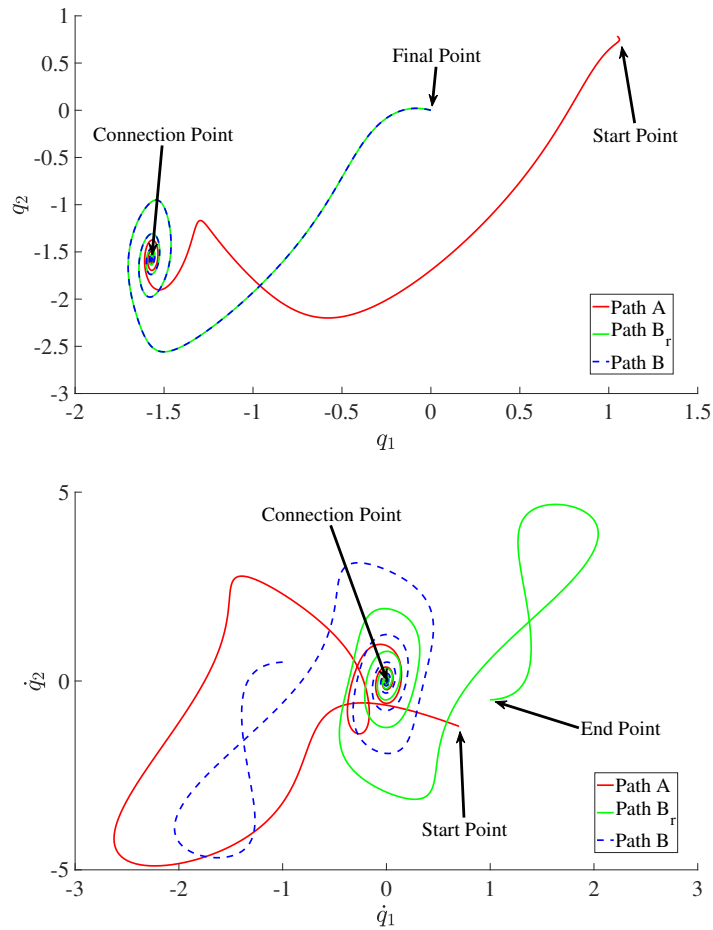 1
0.5
0
-0.5
-1
-1.5
-2
-2.5
-3
q2
Final Point
Connection Point
Start Point
Path A
Path Br
Path B
-2
-1.5
-1
-0.5
0
0.5
1
1.5
q1
5
0
-5
q̇2
Connection Point
End Point
Start Point
Path A
Path Br
Path B
-3
-2
-1
0
1
2
3
q̇1